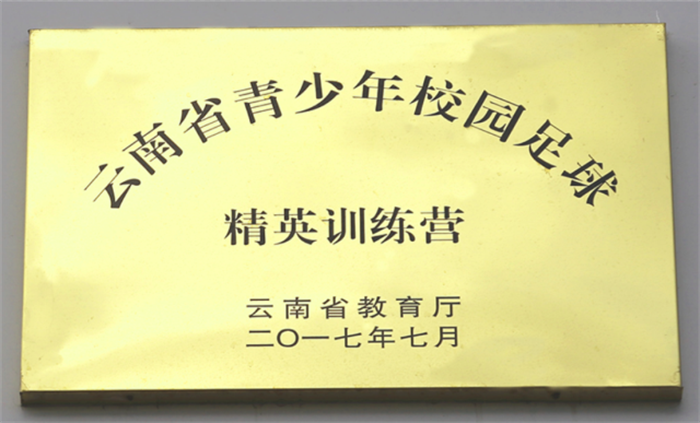 云南省青少年校园足球
精英训练营
云南省教育厅
二〇一七年七月